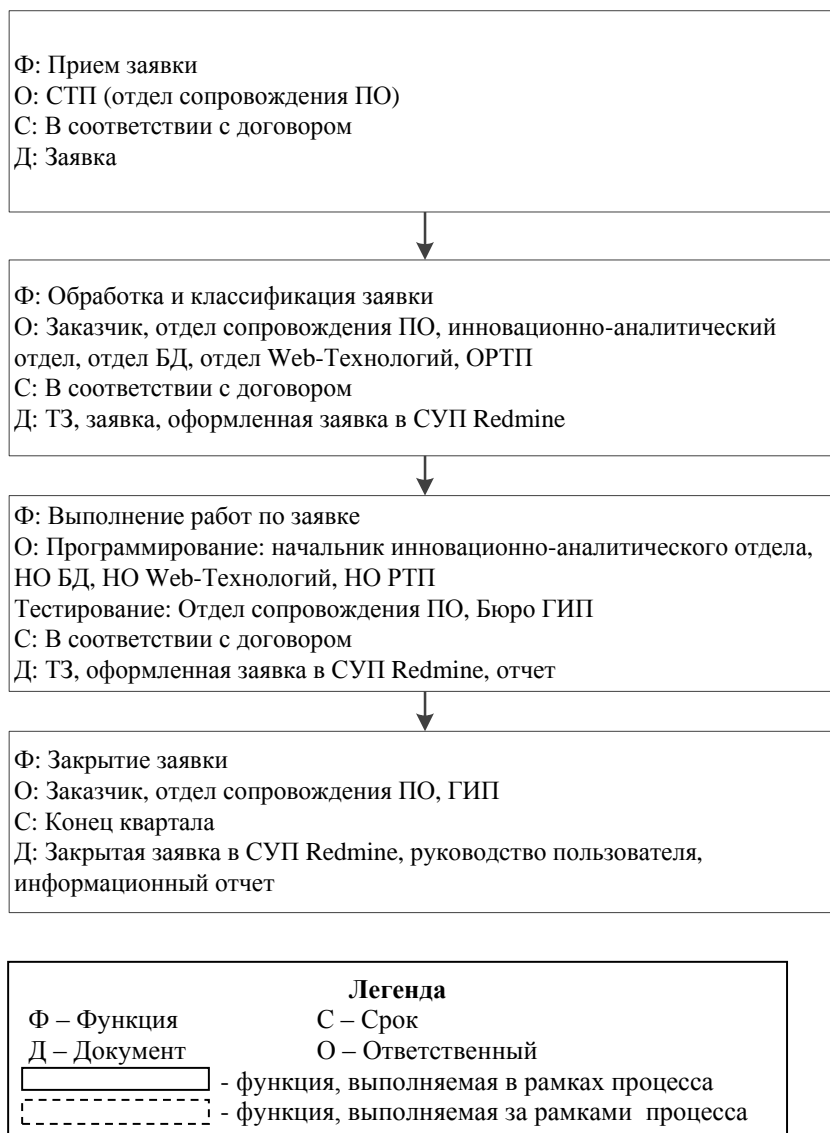 Ф: Прием заявки
О: СТП (отдел сопровождения ПО)
С: В соответствии с договором
Д: Заявка
Ф: Обработка и классификация заявки
О: Заказчик, отдел сопровождения ПО, инновационно-аналитический
отдел, отдел БД, отдел Web-Технологий, ОРТП
С: В соответствии с договором
Д: ТЗ, заявка, оформленная заявка в СУП Redmine
Ф: Выполнение работ по заявке
О: Программирование: начальник инновационно-аналитического отдела,
НО БД, НО Web-Технологий, НО РТП
Тестирование: Отдел сопровождения ПО, Бюро ГИП
С: В соответствии с договором
Д: ТЗ, оформленная заявка в СУП Redmine, отчет
Ф: Закрытие заявки
О: Заказчик, отдел сопровождения ПО, ГИП
С: Конец квартала
Д: Закрытая заявка в СУП Redmine, руководство пользователя,
информационный отчет
Легенда
Ф – Функция С – Срок
Д – Документ О – Ответственный
- функция, выполняемая в рамках процесса
- функция, выполняемая за рамками процесса